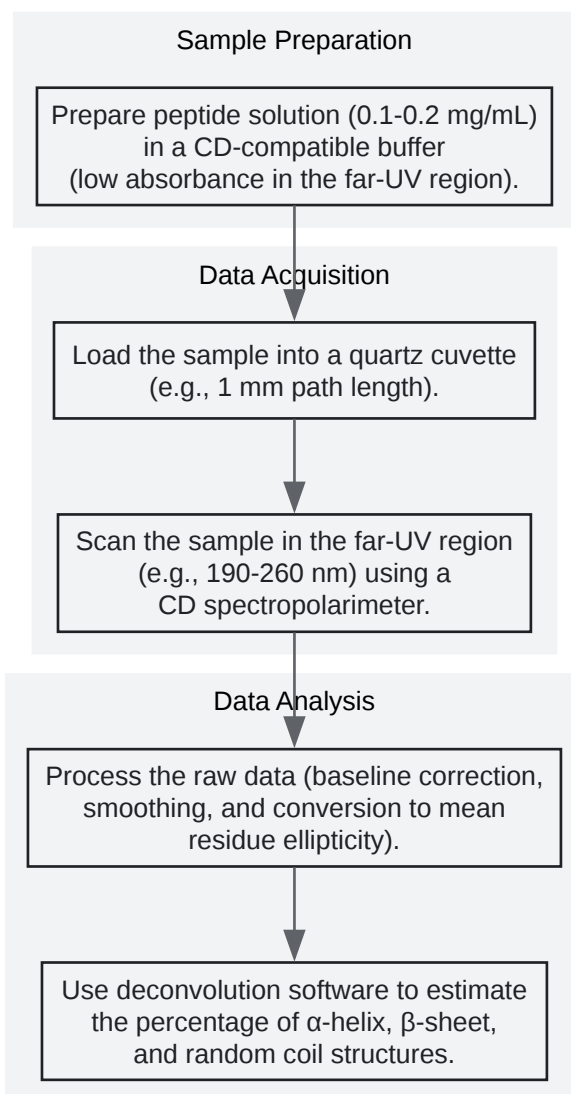 Sample Preparation
Prepare peptide solution (0.1-0.2 mg/mL)
in a CD-compatible buffer
(low absorbance in the far-UV region).
Data Acquisition
Load the sample into a quartz cuvette
(e.g., 1 mm path length).
Scan the sample in the far-UV region
(e.g., 190-260 nm) using a
CD spectropolarimeter.
Data Analysis
Process the raw data (baseline correction,
smoothing, and conversion to mean
residue ellipticity).
Use deconvolution software to estimate
the percentage of α-helix, β-sheet,
and random coil structures.